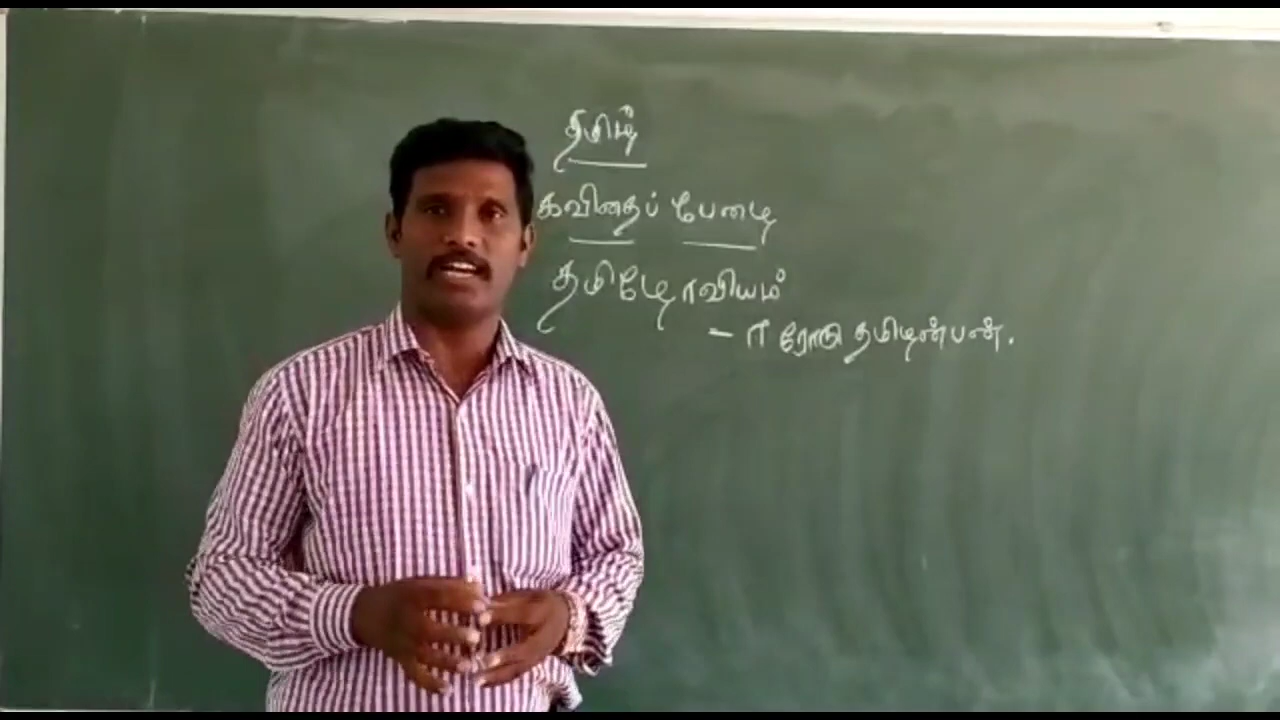 தமிழ்
கவிதைப் பேழை
தமிழோவியம்
- ஈரோடு தமிழன்பன்.